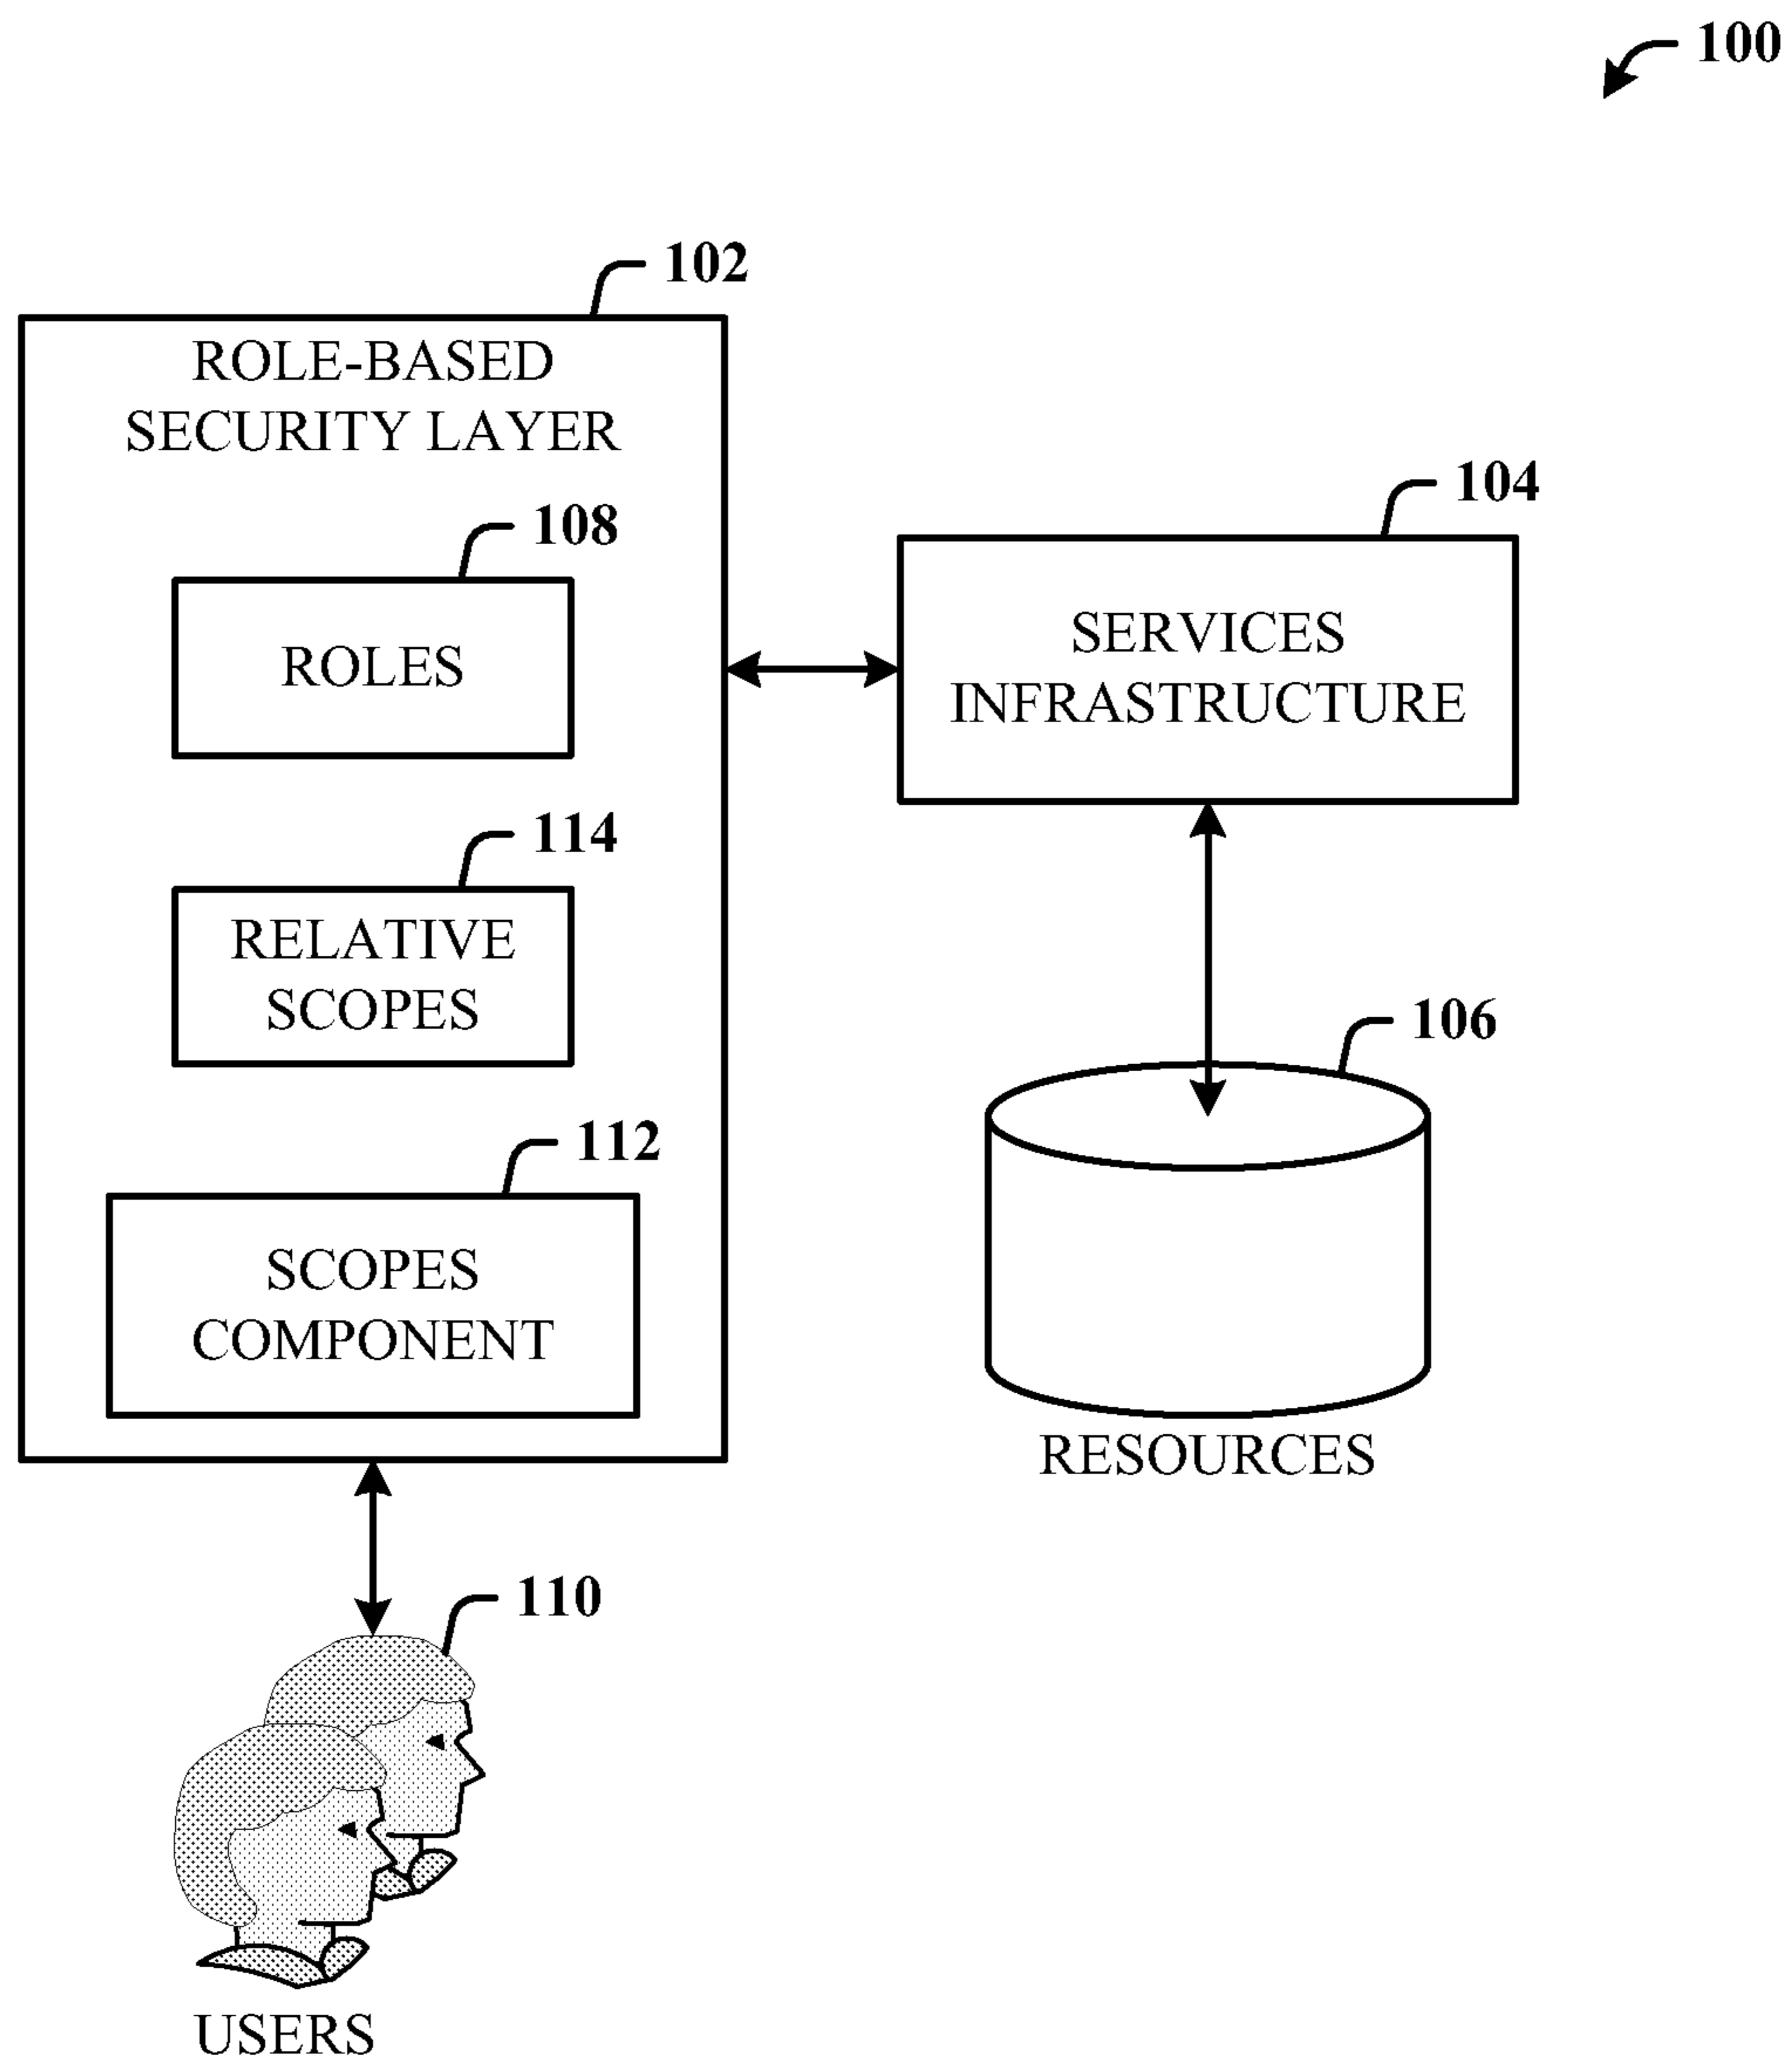 100
102
ROLE-BASED
SECURITY LAYER
108
ROLES
114
RELATIVE
SCOPES
112
SCOPES
COMPONENT
104
SERVICES
INFRASTRUCTURE
106
RESOURCES
110
USERS